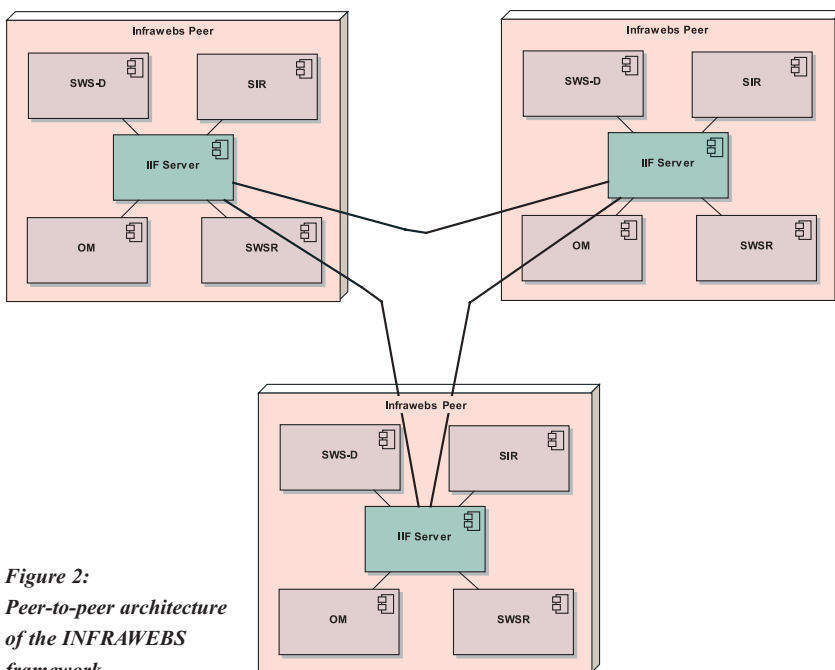 Infrawebs Peer
SWS-D
SIR
IIF Server
OM
SWSR
Infrawebs Peer
SWS-D
SIR
IIF Server
OM
SWSR
Infrawebs Peer
SWS-D
SIR
IIF Server
OM
SWSR
Figure 2:
Peer-to-peer architecture
of the INFRAWEBS
framework